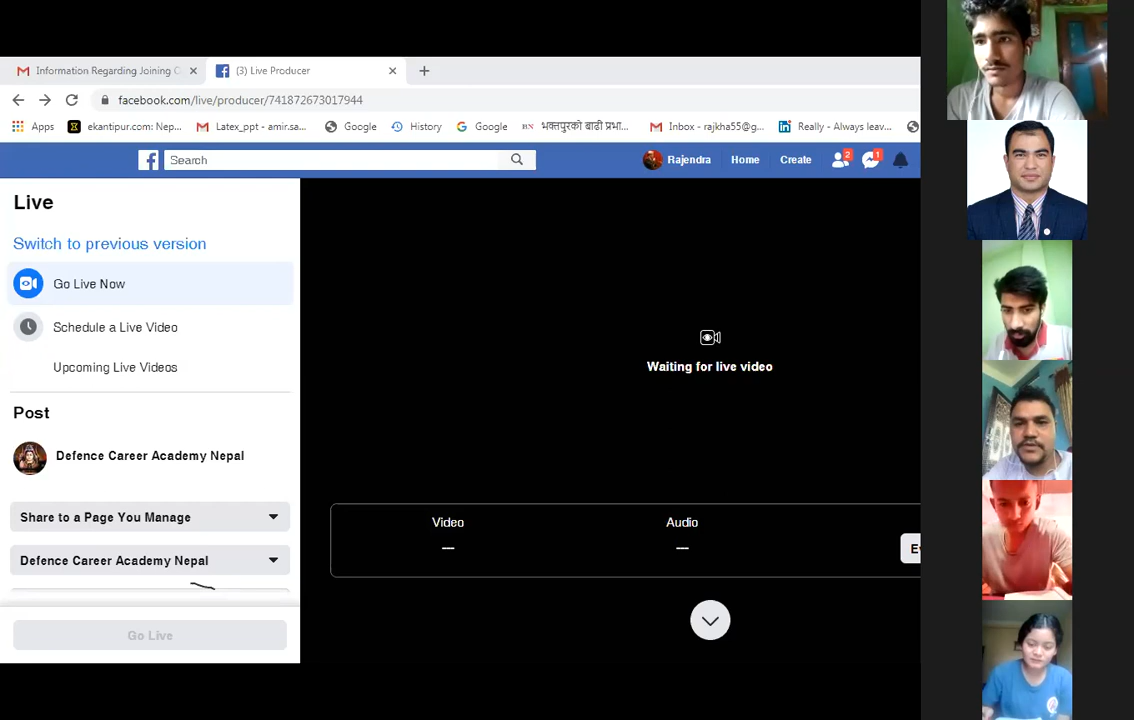 Information Regarding Joining
(3) Live Producer
facebook.com/live/producer/741872673017944
Apps
ekantipur.com: Nep...
Latex_ppt - amir.sa...
Google
History
Google
भक्तपुरको बाढी प्रभा...
Inbox - rajkha55@g...
Really - Always leav...
Search
Rajendra
Home
Create
2
1
Live
Switch to previous version
Go Live Now
Schedule a Live Video
Upcoming Live Videos
Waiting for live video
Post
Defence Career Academy Nepal
Share to a Page You Manage
Video
Audio
---
---
Defence Career Academy Nepal
Go Live